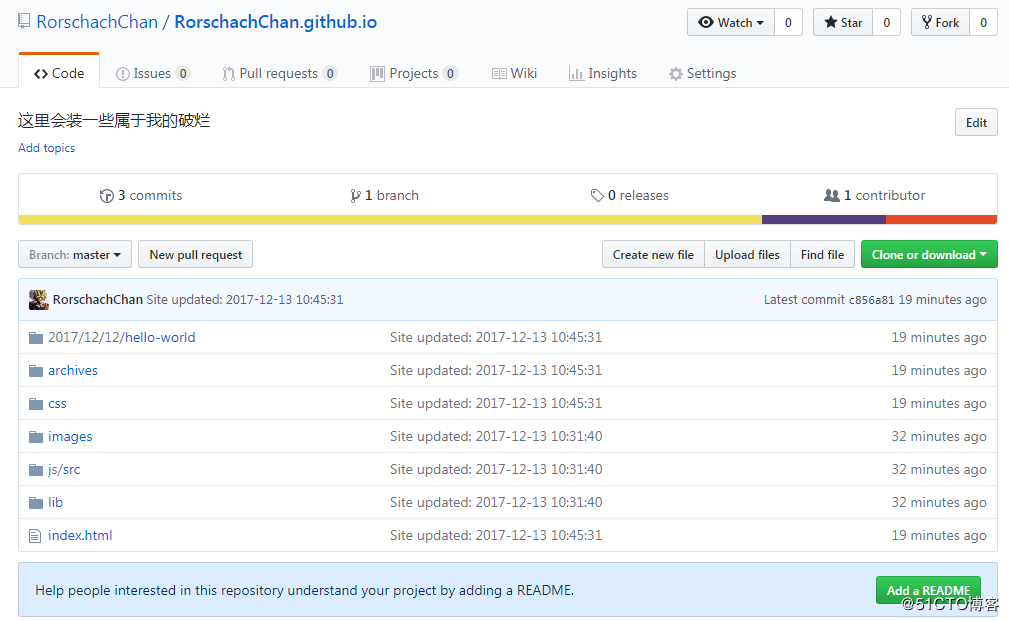 RorschachChan / RorschachChan.github.io
Watch 0 Star 0 Fork 0
Code Issues 0 Pull requests 0 Projects 0 Wiki Insights Settings
这里会装一些属于我的破烂
Edit
Add topics
3 commits 1 branch 0 releases 1 contributor
Branch: master New pull request Create new file Upload files Find file Clone or download
RorschachChan Site updated: 2017-12-13 10:45:31 Latest commit c856a81 19 minutes ago
2017/12/12/hello-world Site updated: 2017-12-13 10:45:31 19 minutes ago
archives Site updated: 2017-12-13 10:45:31 19 minutes ago
css Site updated: 2017-12-13 10:45:31 19 minutes ago
images Site updated: 2017-12-13 10:31:40 32 minutes ago
js/src Site updated: 2017-12-13 10:31:40 32 minutes ago
lib Site updated: 2017-12-13 10:31:40 32 minutes ago
index.html Site updated: 2017-12-13 10:45:31 19 minutes ago
Help people interested in this repository understand your project by adding a README. Add a README
@51CTO博客